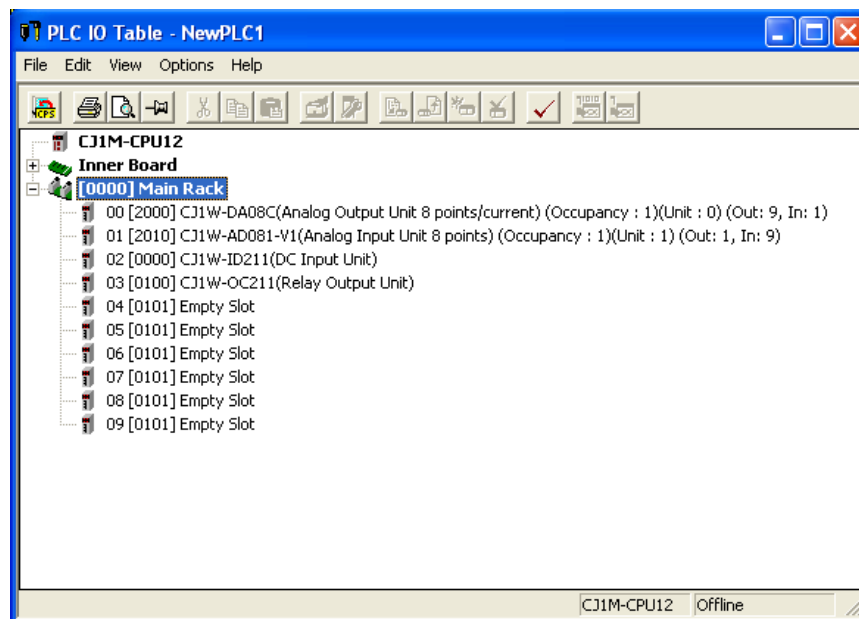 PLC IO Table - NewPLC1
File Edit View Options Help
NCPS
CJ1M-CPU12
Inner Board
[0000] Main Rack
00 [2000] CJ1W-DA08C(Analog Output Unit 8 points/current) (Occupancy : 1)(Unit : 0) (Out: 9, In: 1)
01 [2010] CJ1W-AD081-V1(Analog Input Unit 8 points) (Occupancy : 1)(Unit : 1) (Out: 1, In: 9)
02 [0000] CJ1W-ID211(DC Input Unit)
03 [0100] CJ1W-OC211(Relay Output Unit)
04 [0101] Empty Slot
05 [0101] Empty Slot
06 [0101] Empty Slot
07 [0101] Empty Slot
08 [0101] Empty Slot
09 [0101] Empty Slot
CJ1M-CPU12 Offline